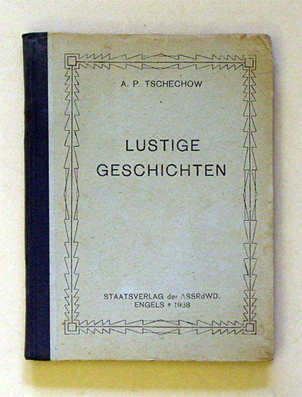 A. P. TSCHECHOW
LUSTIGE
GESCHICHTEN
STAATSVERLAG der ASSRdWD.
ENGELS * 1938